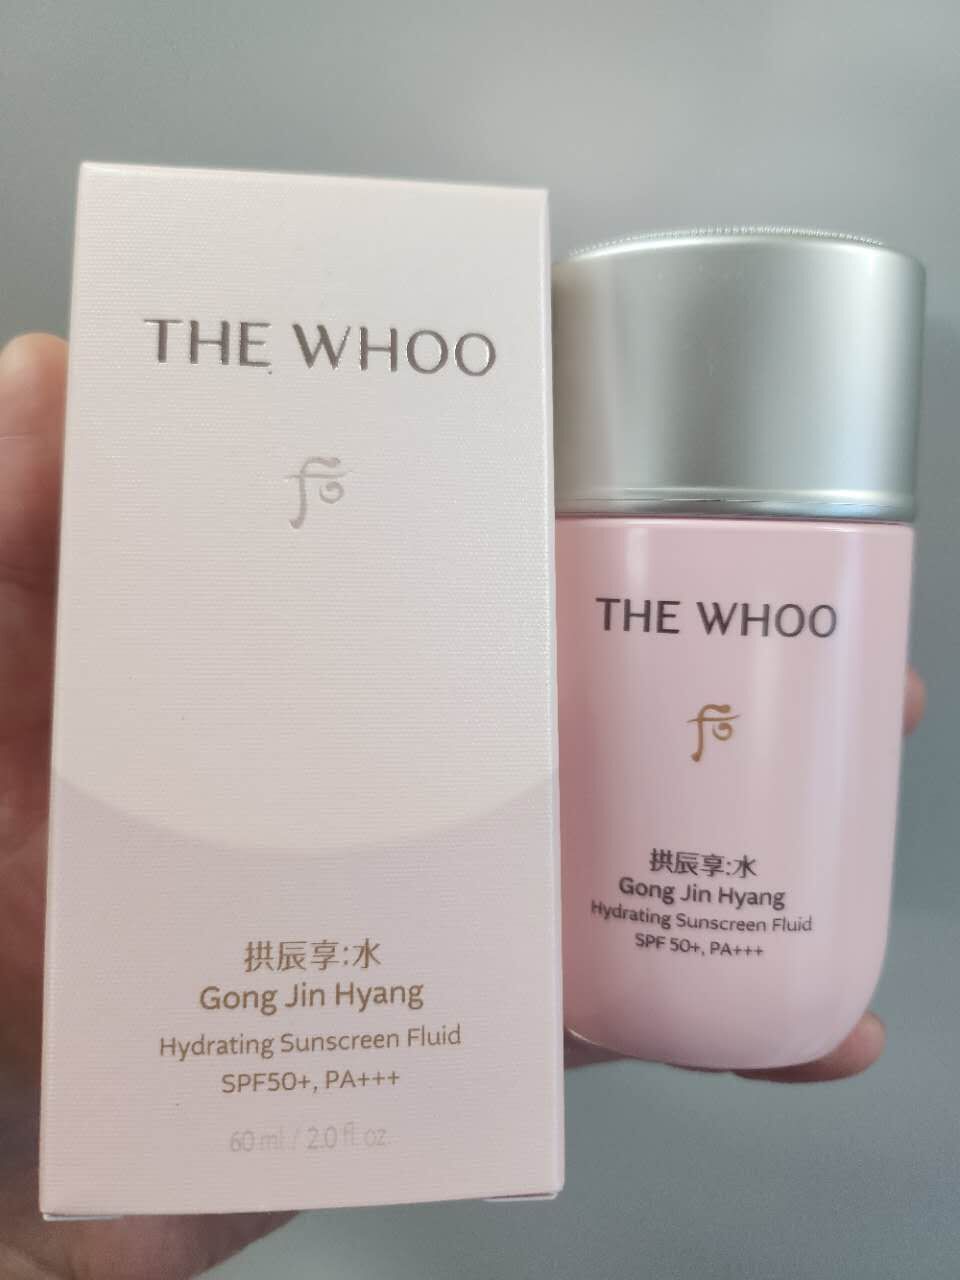 THE WHOO
拱辰享:水
Gong Jin Hyang
Hydrating Sunscreen Fluid
SPF50+, PA+++
60 ml / 2.0 fl. oz.
THE WHOO
拱辰享:水
Gong Jin Hyang
Hydrating Sunscreen Fluid
SPF 50+, PA+++